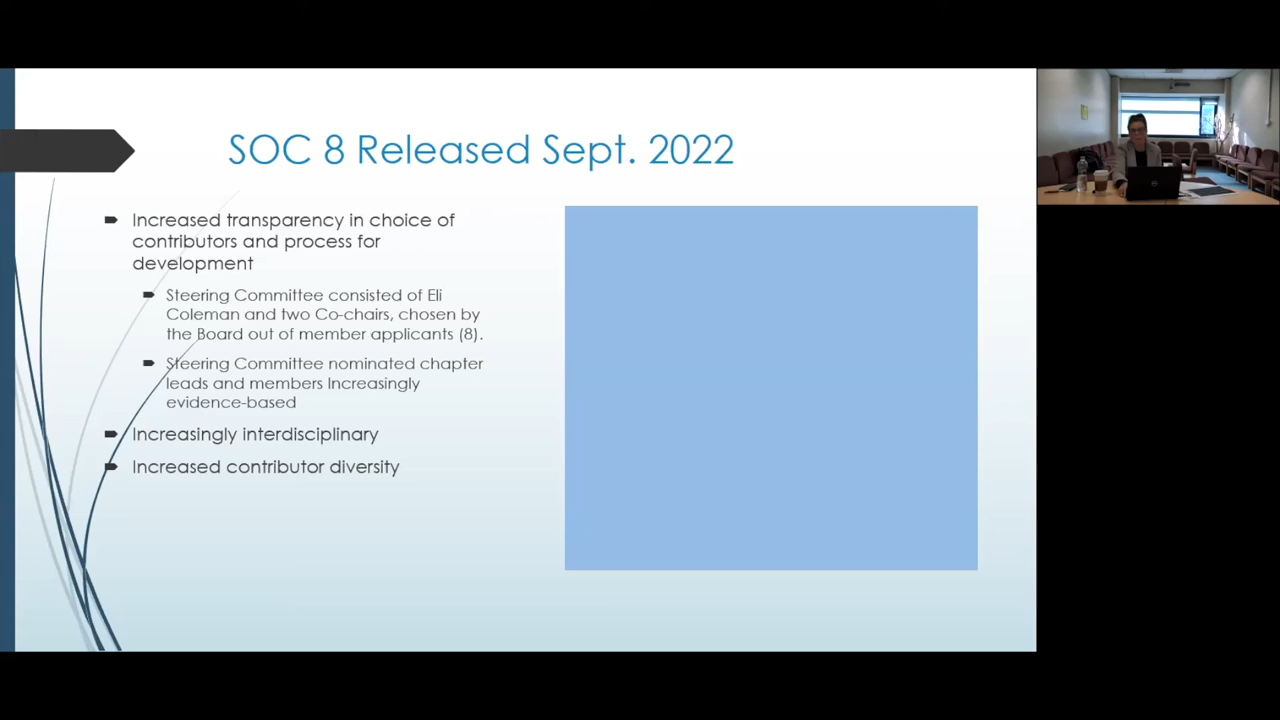 SOC 8 Released Sept. 2022
Increased transparency in choice of
contributors and process for
development
Steering Committee consisted of Eli
Coleman and two Co-chairs, chosen by
the Board out of member applicants (8).
Steering Committee nominated chapter
leads and members Increasingly
evidence-based
Increasingly interdisciplinary
Increased contributor diversity